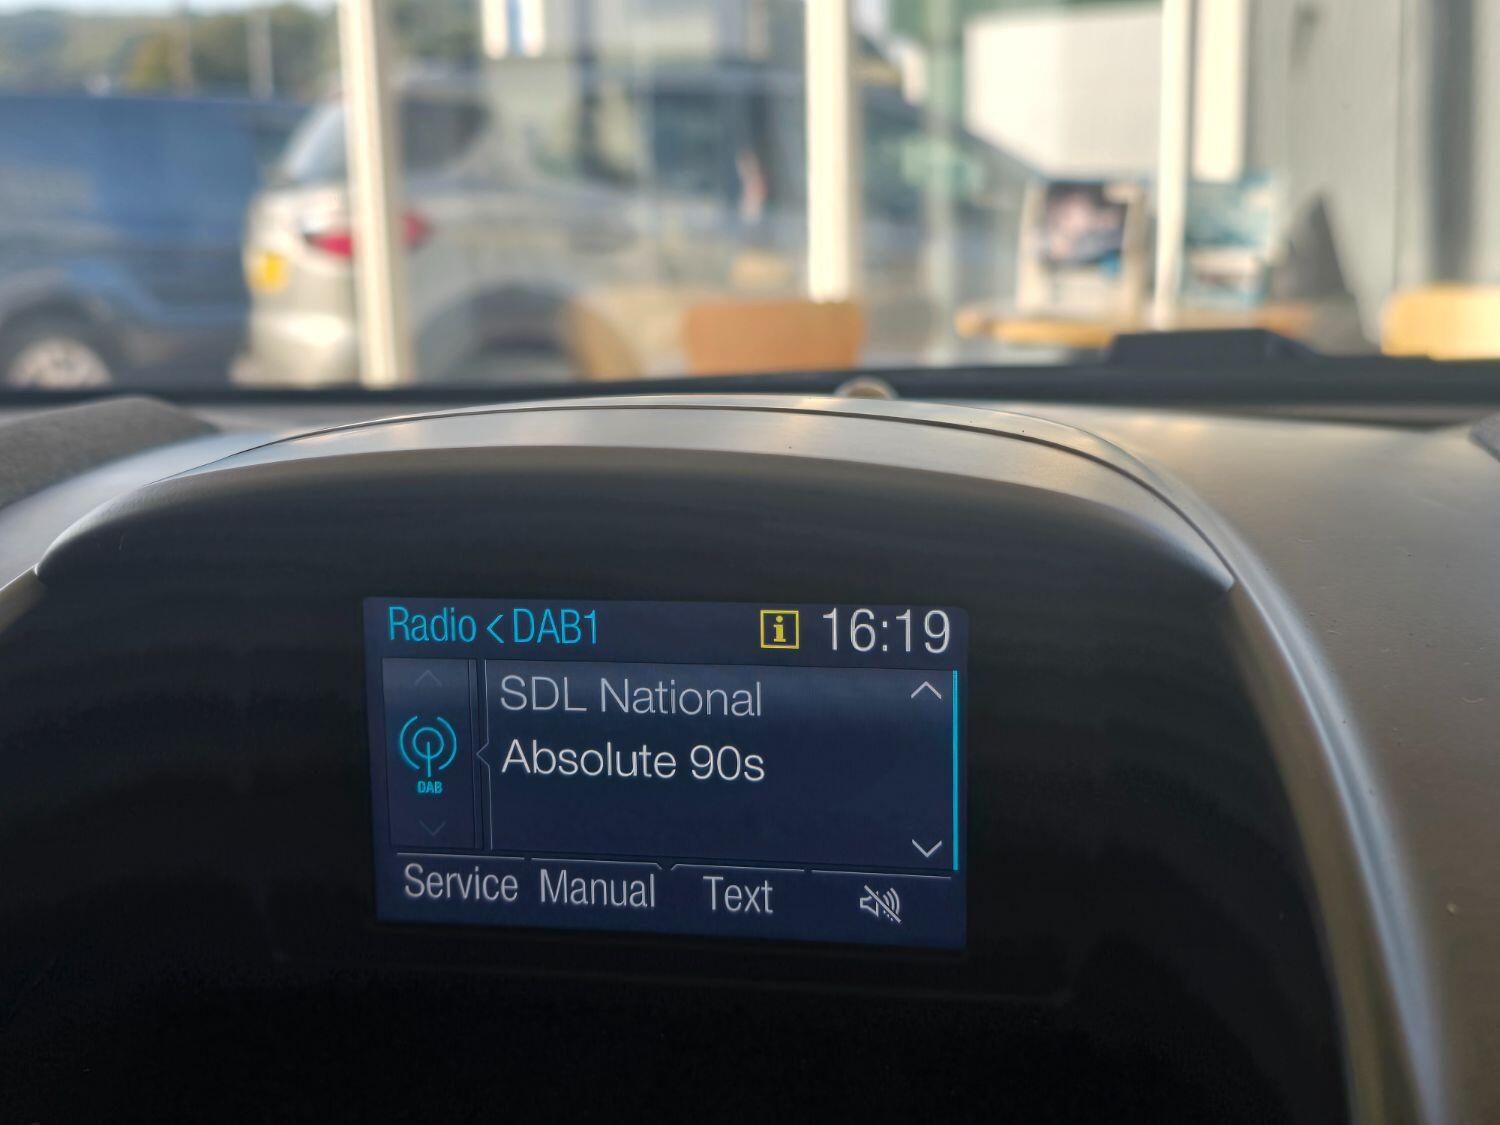 Radio < DAB1 i 16:19
SDL National
Absolute 90s
DAB
Service Manual Text